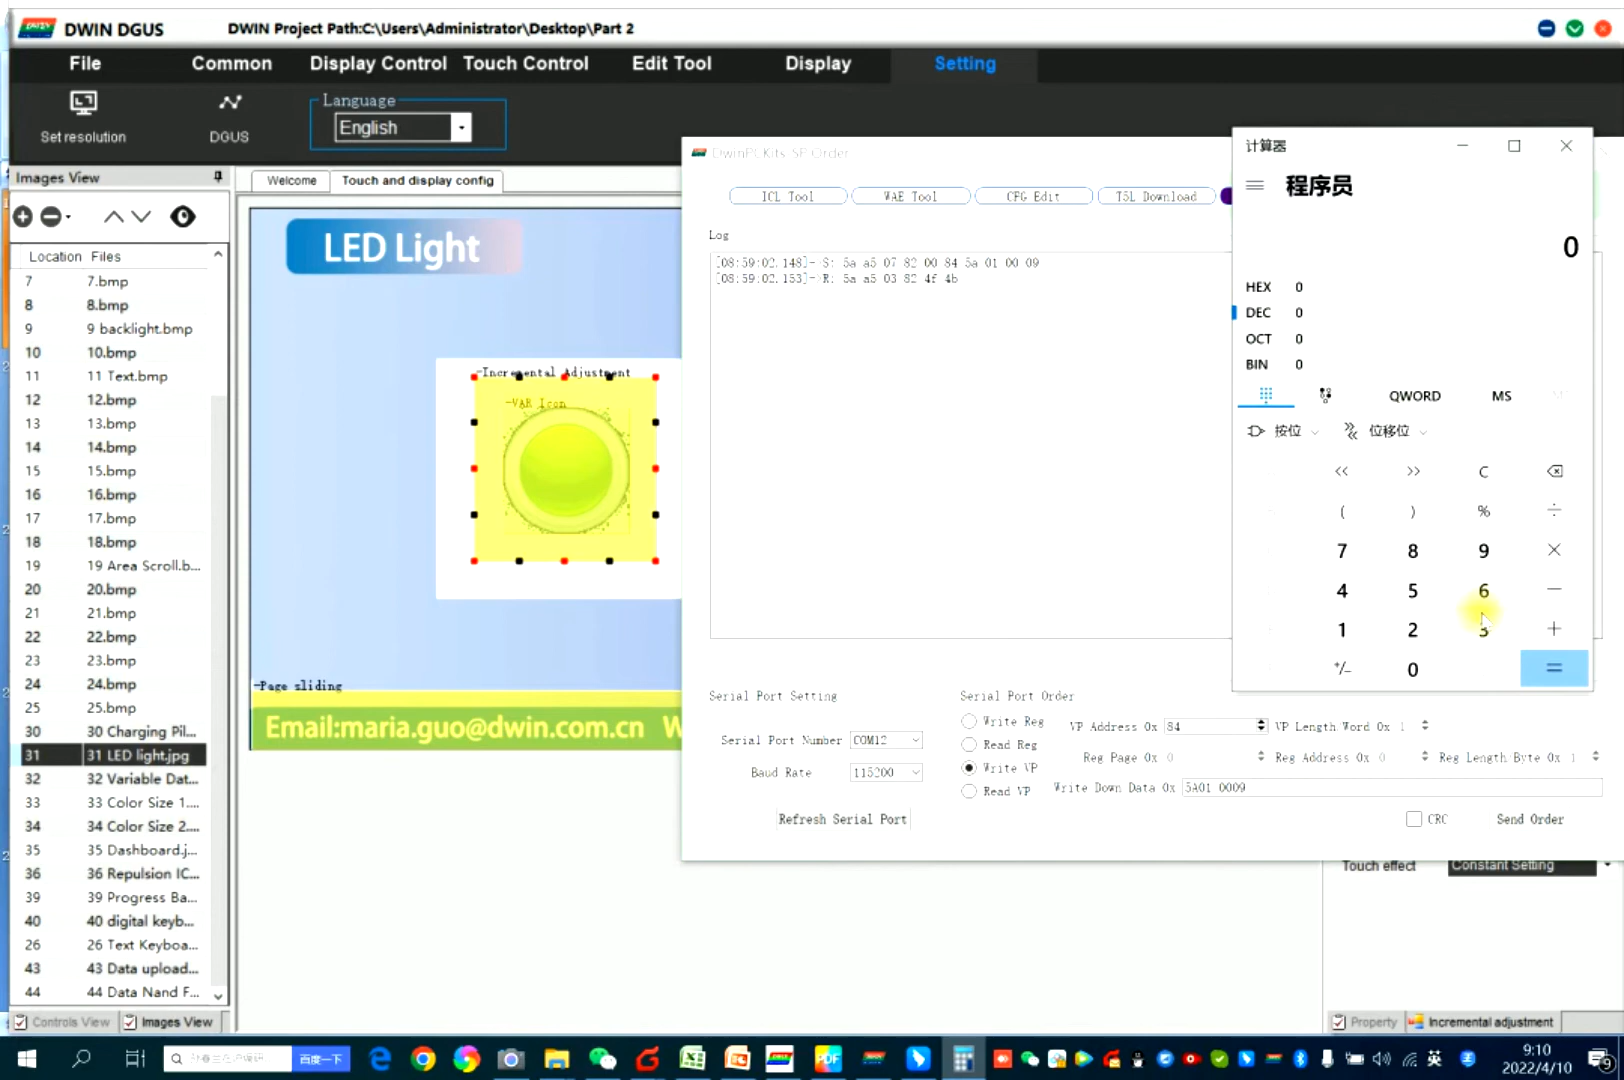 DWIN DGUS
DWIN Project Path:C:\Users\Administrator\Desktop\Part 2
File
Common
Display Control
Touch Control
Edit Tool
Display
Setting
Set resolution
DGUS
Language
English
Images View
Welcome
Touch and display config
Location Files
7 7.bmp
8 8.bmp
9 9 backlight.bmp
10 10.bmp
11 11 Text.bmp
12 12.bmp
13 13.bmp
14 14.bmp
15 15.bmp
16 16.bmp
17 17.bmp
18 18.bmp
19 19 Area Scroll.b...
20 20.bmp
21 21.bmp
22 22.bmp
23 23.bmp
24 24.bmp
25 25.bmp
30 30 Charging Pil...
31 31 LED light.jpg
32 32 Variable Dat...
33 33 Color Size 1....
34 34 Color Size 2....
35 35 Dashboard.j...
36 36 Repulsion IC...
39 39 Progress Ba...
40 40 digital keyb...
26 26 Text Keyboa...
43 43 Data upload...
44 44 Data Nand F...
Controls View
Images View
LED Light
-Incremental Adjustment
-VAR Icon
-Page sliding
Email:maria.guo@dwin.com.cn W
ICL Tool
WAE Tool
CFG Edit
T5L Download
Log
[08:59:02.148]- S: 5a a5 07 82 00 84 5a 01 00 09
[08:59:02.153]- R: 5a a5 03 82 4f 4b
Serial Port Setting
Serial Port Number COM12
Baud Rate 115200
Refresh Serial Port
Serial Port Order
Write Reg
Read Reg
Write VP
Read VP
VP Address 0x 84
VP Length/Word 0x 1
Reg Page 0x 0
Reg Address 0x 0
Reg Length/Byte 0x 1
Write Down Data 0x 5A01 0009
CRC
Send Order
计算器
程序员
0
HEX 0
DEC 0
OCT 0
BIN 0
QWORD
MS
按位
位移位
<< >> C
( ) % ÷
7 8 9 ×
4 5 6 −
1 2 3 +
+/- 0 =
Touch effect
Constant Setting
Property
Incremental adjustment
百度一下
PDF
英
9:10
2022/4/10
9